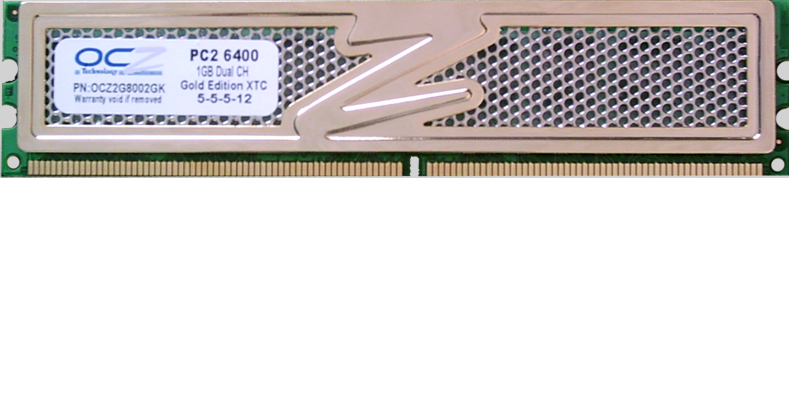 OCZ
Technology
PC2 6400
1GB Dual CH
Gold Edition XTC
5-5-5-12
PN:OCZ2G8002GK
Warranty void if removed